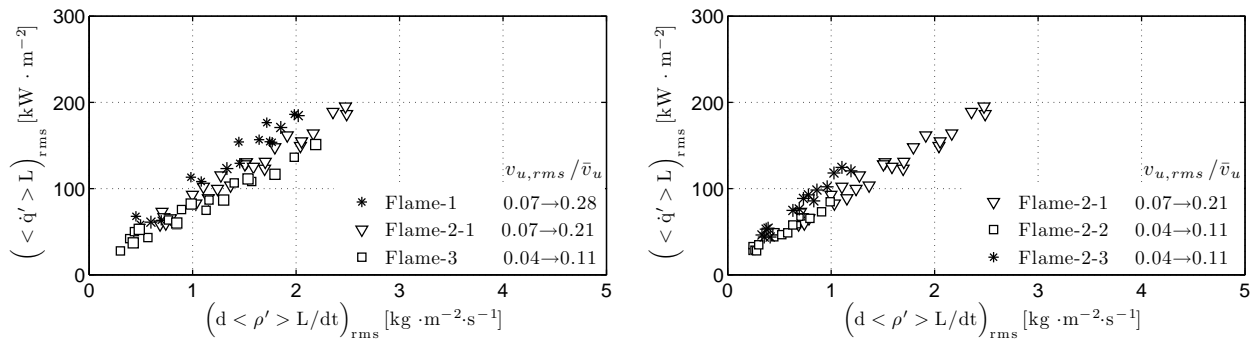 300
200
100
0
0 1 2 3 4 5
(< q̇′ > L)rms [kW · m−2]
(d < ρ′ > L/dt)rms [kg ·m−2·s−1]
vu,rms/v̄u
Flame-1 0.07→0.28
Flame-2-1 0.07→0.21
Flame-3 0.04→0.11
300
200
100
0
0 1 2 3 4 5
(< q̇′ > L)rms [kW · m−2]
(d < ρ′ > L/dt)rms [kg ·m−2·s−1]
vu,rms/v̄u
Flame-2-1 0.07→0.21
Flame-2-2 0.04→0.11
Flame-2-3 0.04→0.11